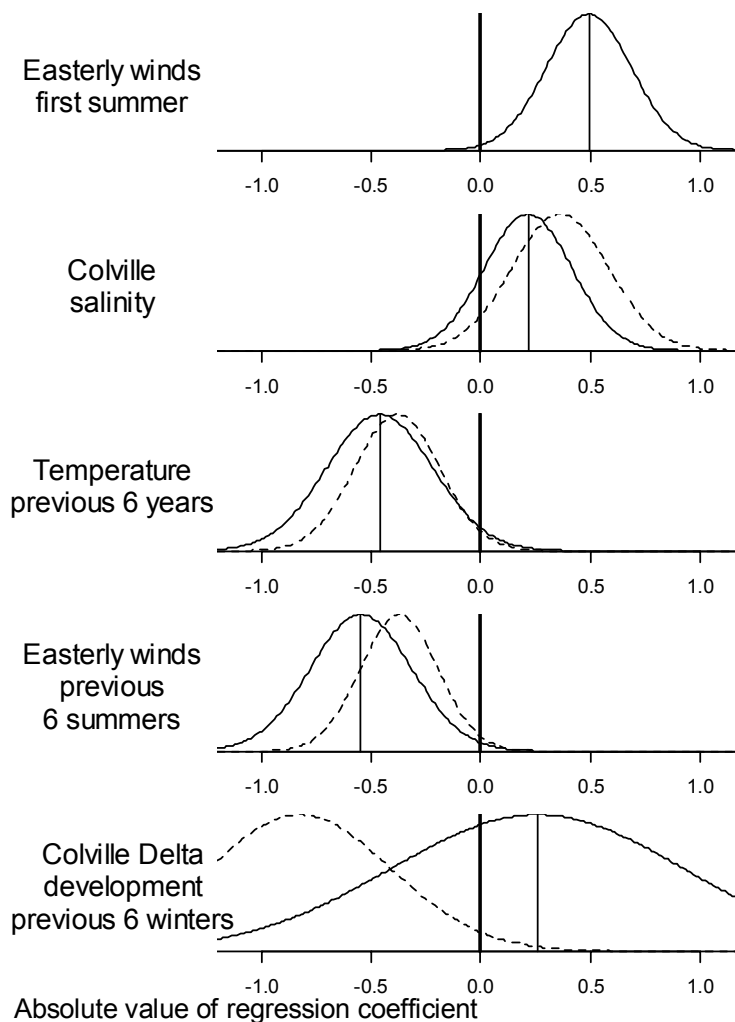 Easterly winds
first summer
-1.0 -0.5 0.0 0.5 1.0
Colville
salinity
-1.0 -0.5 0.0 0.5 1.0
Temperature
previous 6 years
-1.0 -0.5 0.0 0.5 1.0
Easterly winds
previous
6 summers
-1.0 -0.5 0.0 0.5 1.0
Colville Delta
development
previous 6 winters
-1.0 -0.5 0.0 0.5 1.0
Absolute value of regression coefficient